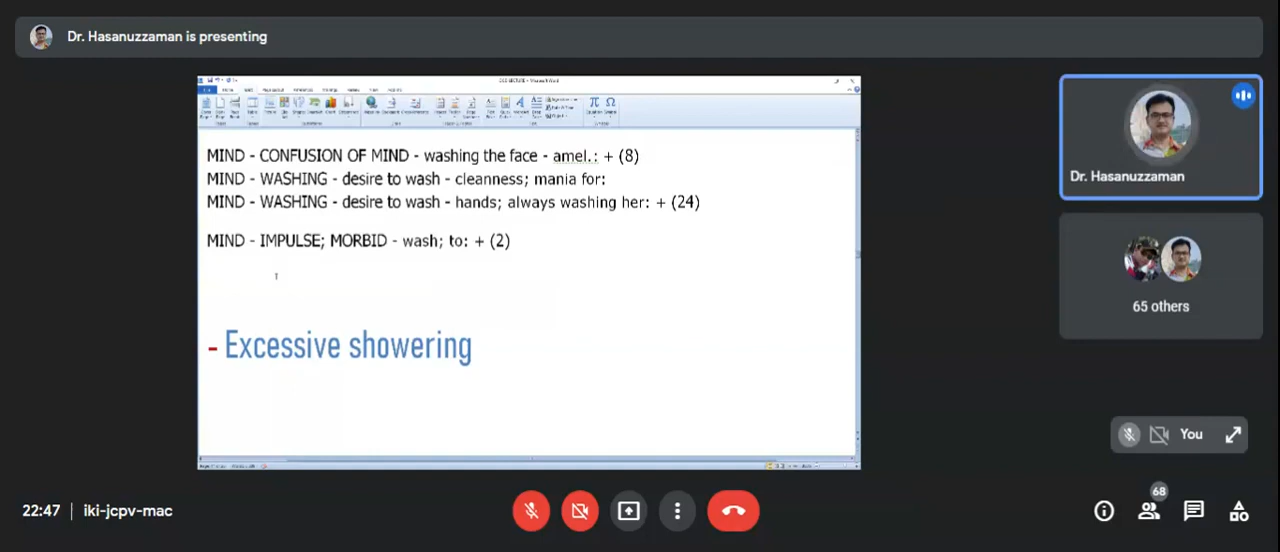 Dr. Hasanuzzaman is presenting
MIND - CONFUSION OF MIND - washing the face - amel.: + (8)
MIND - WASHING - desire to wash - cleanness; mania for:
MIND - WASHING - desire to wash - hands; always washing her: + (24)
MIND - IMPULSE; MORBID - wash; to: + (2)
- Excessive showering
Dr. Hasanuzzaman
65 others
You
22:47 | iki-jcpv-mac
68